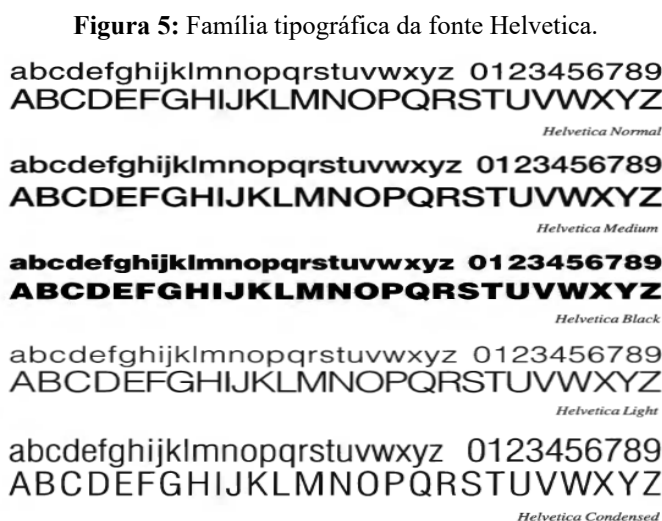 Figura 5: Família tipográfica da fonte Helvetica.
abcdefghijklmnopqrstuvwxyz 0123456789
ABCDEFGHIJKLMNOPQRSTUVWXYZ
Helvetica Normal
abcdefghijklmnopqrstuvwxyz 0123456789
ABCDEFGHIJKLMNOPQRSTUVWXYZ
Helvetica Medium
abcdefghijklmnopqrstuvwxyz 0123456789
ABCDEFGHIJKLMNOPQRSTUVWXYZ
Helvetica Black
abcdefghijklmnopqrstuvwxyz 0123456789
ABCDEFGHIJKLMNOPQRSTUVWXYZ
Helvetica Light
abcdefghijklmnopqrstuvwxyz 0123456789
ABCDEFGHIJKLMNOPQRSTUVWXYZ
Helvetica Condensed